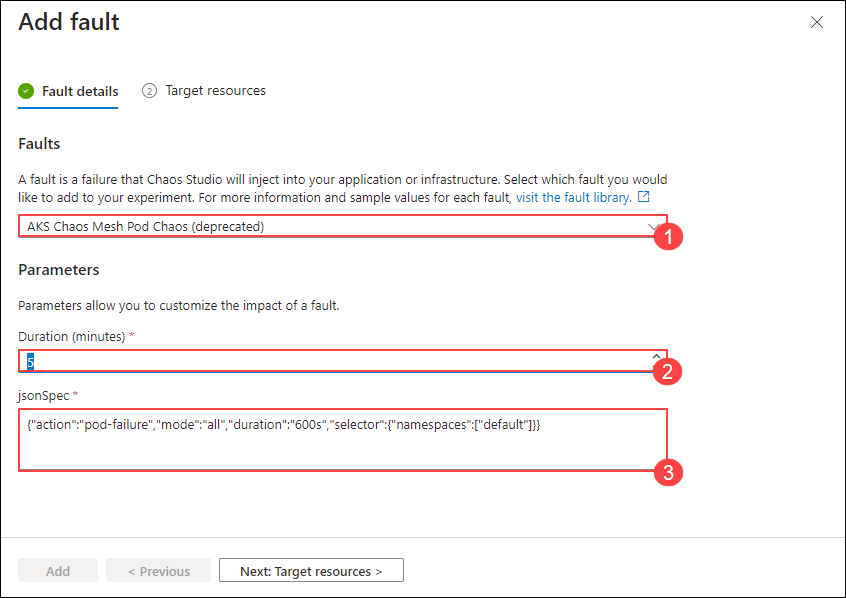 Add fault
Fault details
2 Target resources
Faults
A fault is a failure that Chaos Studio will inject into your application or infrastructure. Select which fault you would
like to add to your experiment. For more information and sample values for each fault, visit the fault library.
AKS Chaos Mesh Pod Chaos (deprecated)
1
Parameters
Parameters allow you to customize the impact of a fault.
Duration (minutes) *
5
2
jsonSpec *
{"action":"pod-failure","mode":"all","duration":"600s","selector":{"namespaces":["default"]}}
3
Add
< Previous
Next: Target resources >